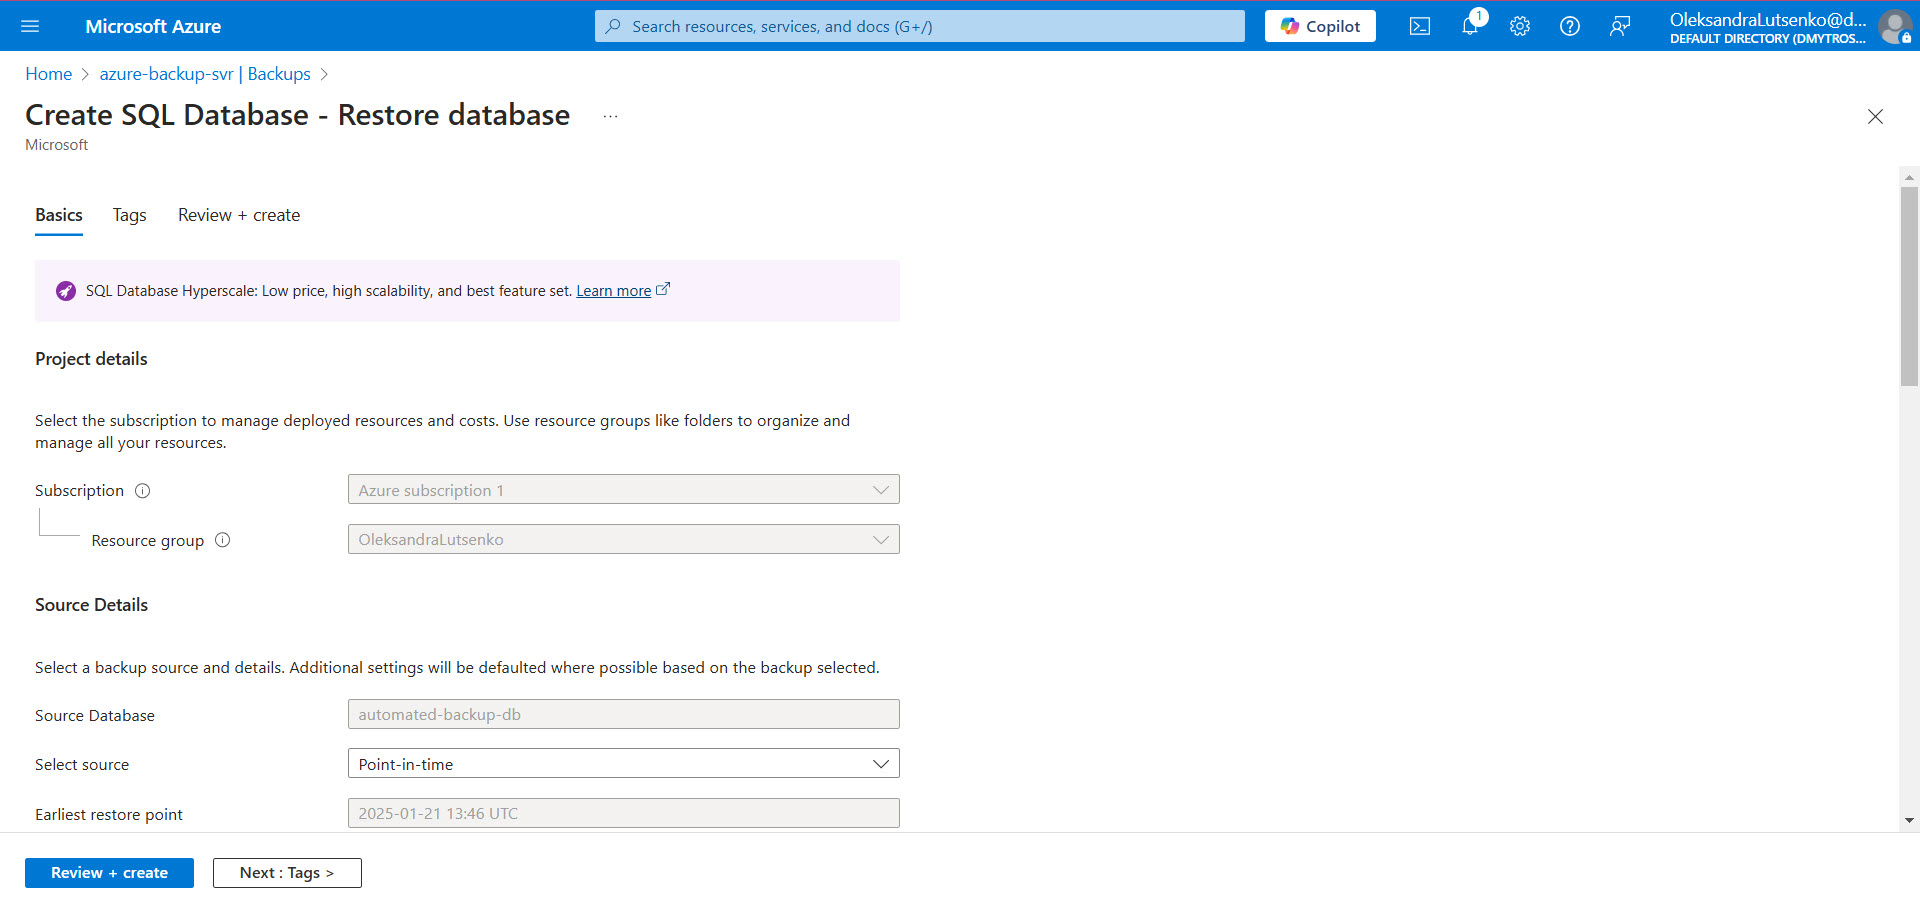 Microsoft Azure
Search resources, services, and docs (G+/)
Copilot
1
OleksandraLutsenko@d...
DEFAULT DIRECTORY (DMYTROS...
Home > azure-backup-svr | Backups >
Create SQL Database - Restore database ...
Microsoft
Basics Tags Review + create
SQL Database Hyperscale: Low price, high scalability, and best feature set. Learn more
Project details
Select the subscription to manage deployed resources and costs. Use resource groups like folders to organize and
manage all your resources.
Subscription Azure subscription 1
Resource group OleksandraLutsenko
Source Details
Select a backup source and details. Additional settings will be defaulted where possible based on the backup selected.
Source Database automated-backup-db
Select source Point-in-time
Earliest restore point 2025-01-21 13:46 UTC
Review + create Next : Tags >